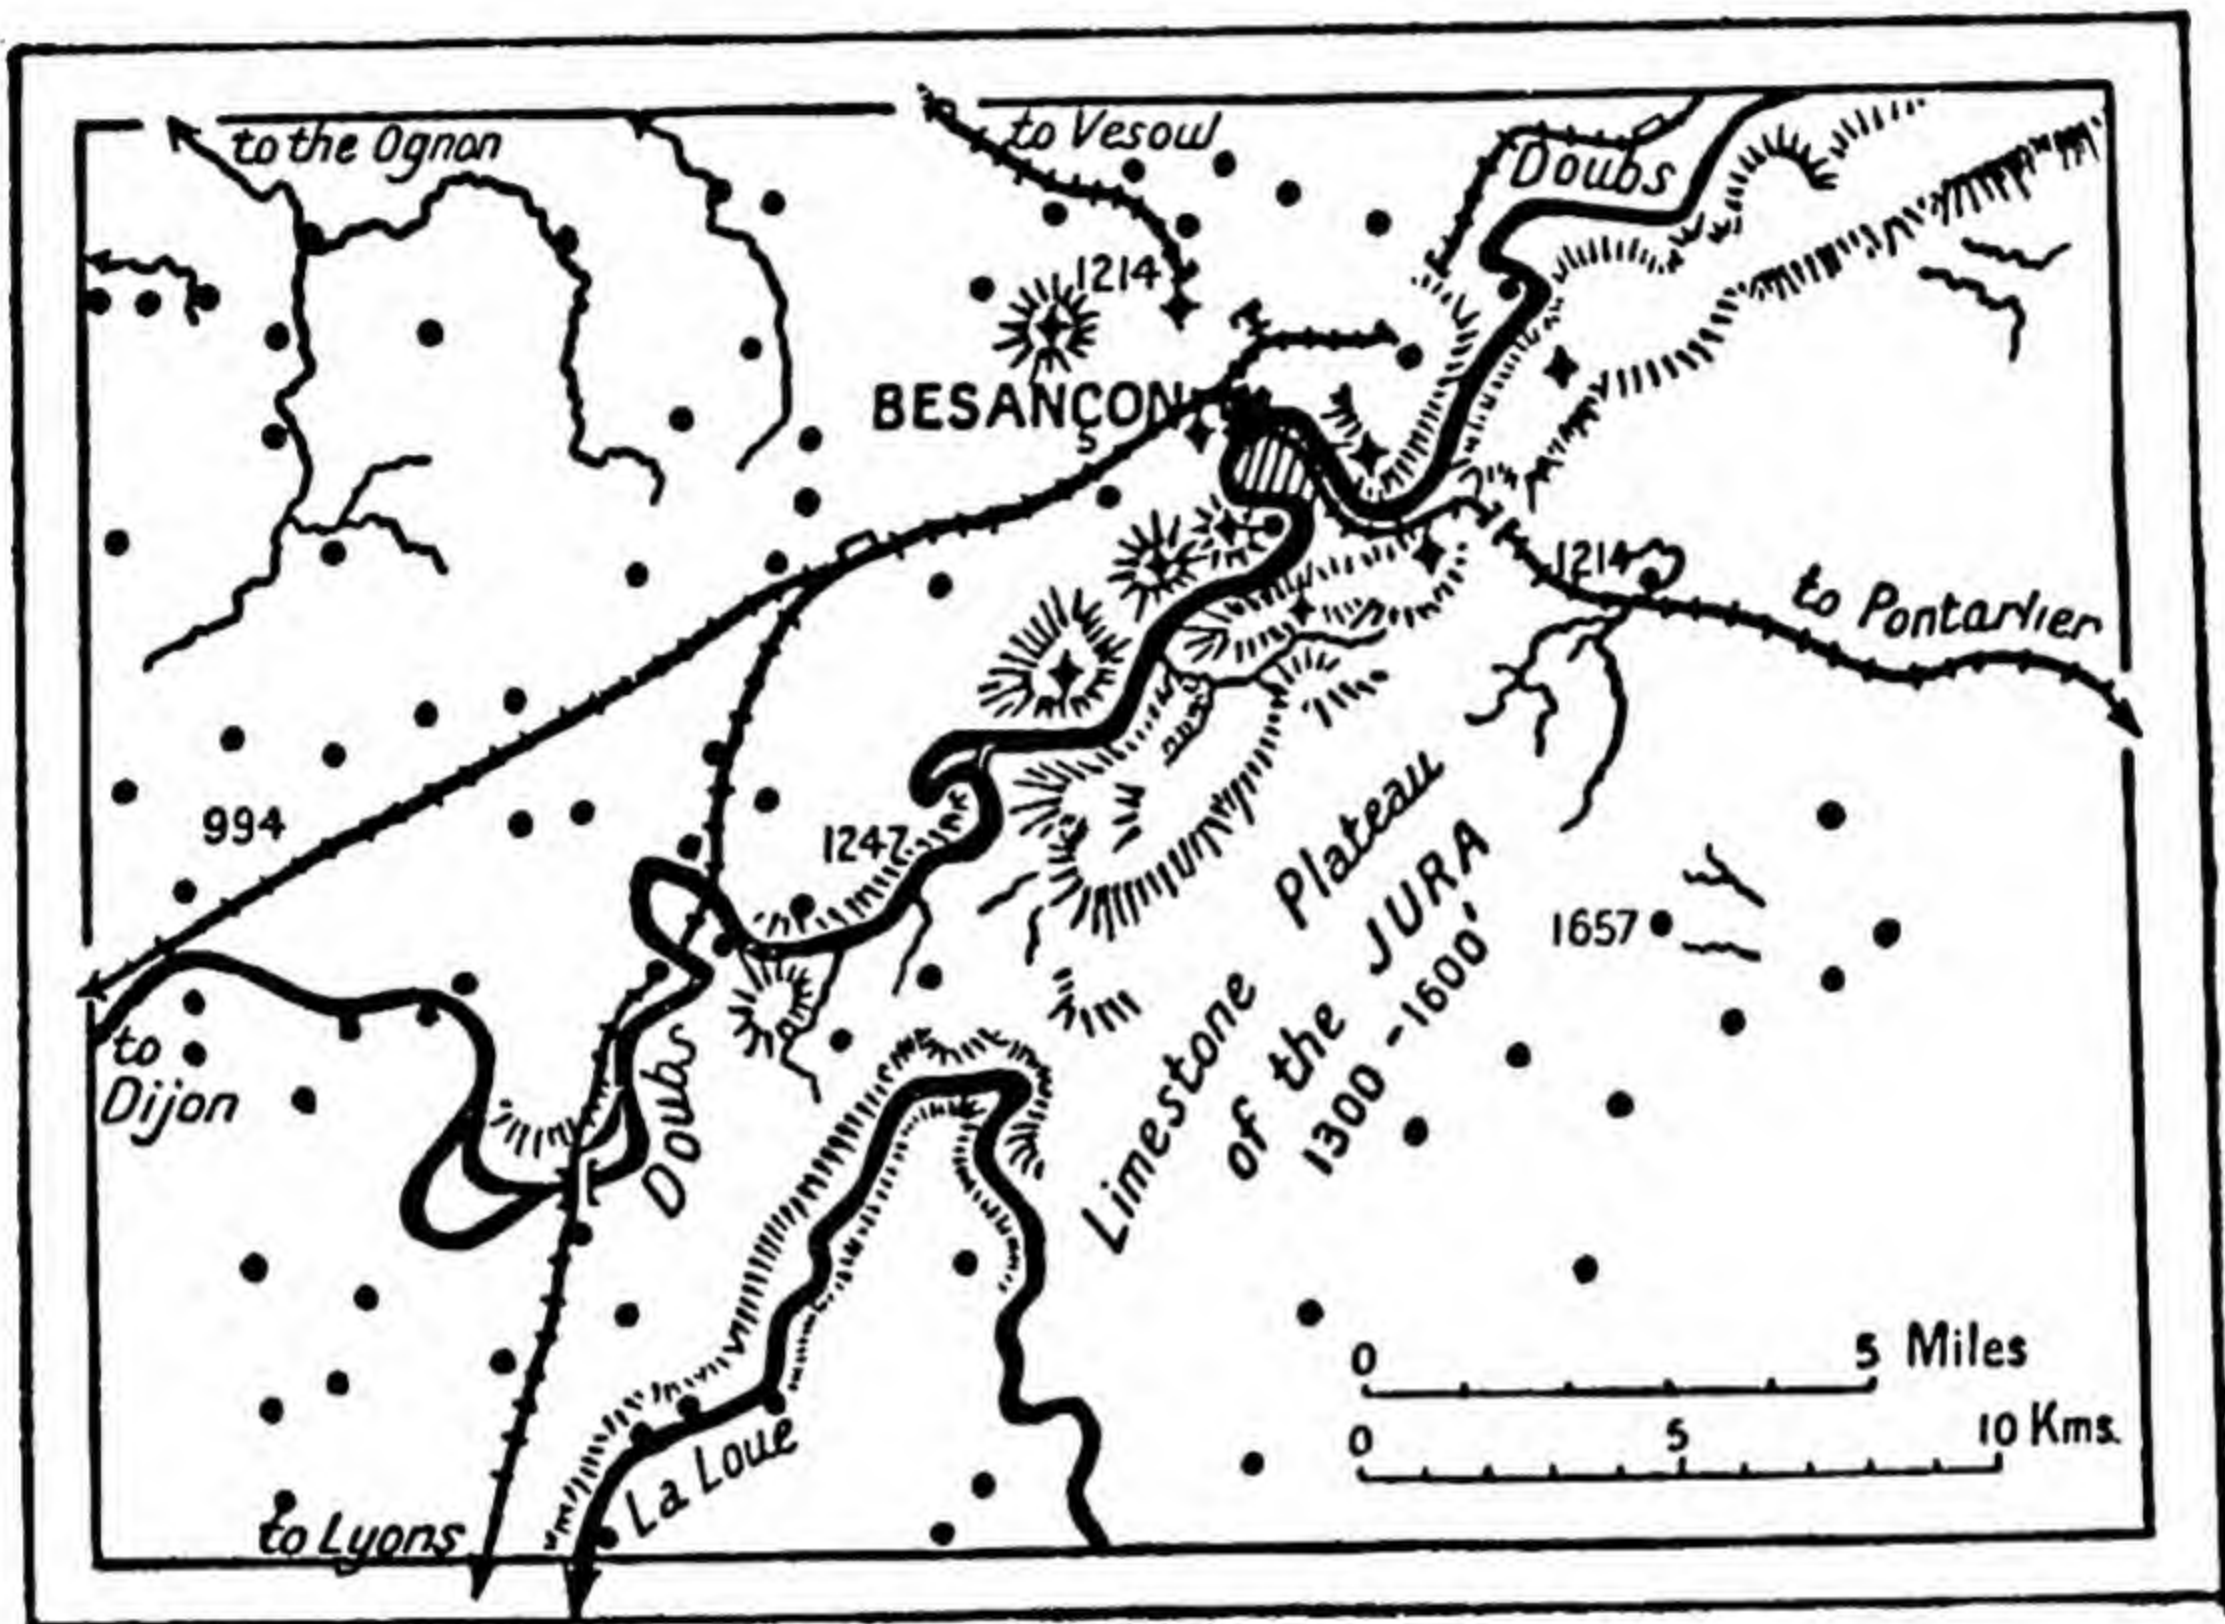 to the Ognon
to Vesoul
Doubs
1214
BESANÇON
1214
to Pontarlier
994
1247
Limestone Plateau
of the JURA
1300 - 1600'
1657
to
Dijon
Doubs
La Loue
to Lyons
0 5 Miles
0 5 10 Kms.